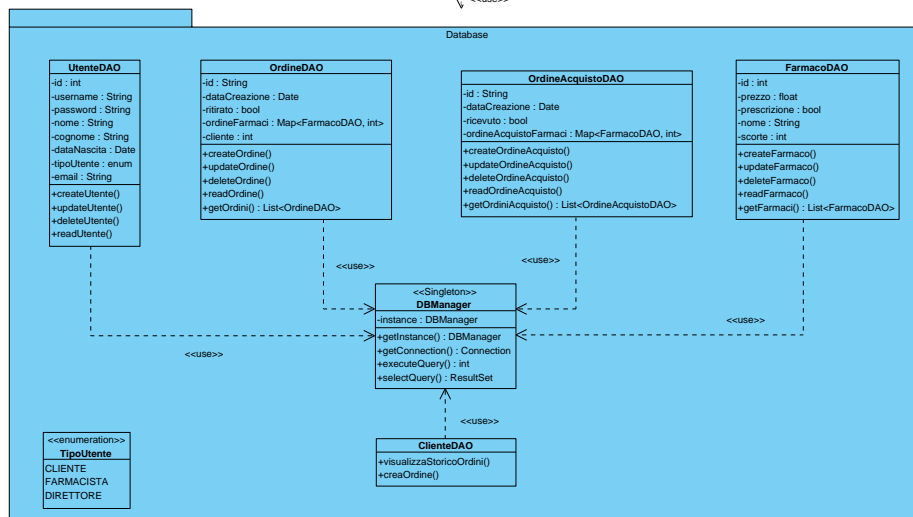 <<use>>
Database
UtenteDAO
-id : int
-username : String
-password : String
-nome : String
-cognome : String
-dataNascita : Date
-tipoUtente : enum
-email : String
+createUtente()
+updateUtente()
+deleteUtente()
+readUtente()
OrdineDAO
-id : String
-dataCreazione : Date
-ritirato : bool
-ordineFarmaci : Map<FarmacoDAO, int>
-cliente : int
+createOrdine()
+updateOrdine()
+deleteOrdine()
+readOrdine()
+getOrdini() : List<OrdineDAO>
OrdineAcquistoDAO
-id : String
-dataCreazione : Date
-ricevuto : bool
-ordineAcquistoFarmaci : Map<FarmacoDAO, int>
+createOrdineAcquisto()
+updateOrdineAcquisto()
+deleteOrdineAcquisto()
+readOrdineAcquisto()
+getOrdiniAcquisto() : List<OrdineAcquistoDAO>
FarmacoDAO
-id : int
-prezzo : float
-prescrizione : bool
-nome : String
-scorte : int
+createFarmaco()
+updateFarmaco()
+deleteFarmaco()
+readFarmaco()
+getFarmaci() : List<FarmacoDAO>
<<use>>
<<use>>
<<use>>
<<use>>
<<Singleton>>
DBManager
-instance : DBManager
+getInstance() : DBManager
+getConnection() : Connection
+executeQuery() : int
+selectQuery() : ResultSet
<<use>>
<<enumeration>>
TipoUtente
CLIENTE
FARMACISTA
DIRETTORE
ClienteDAO
+visualizzaStoricoOrdini()
+creaOrdine()